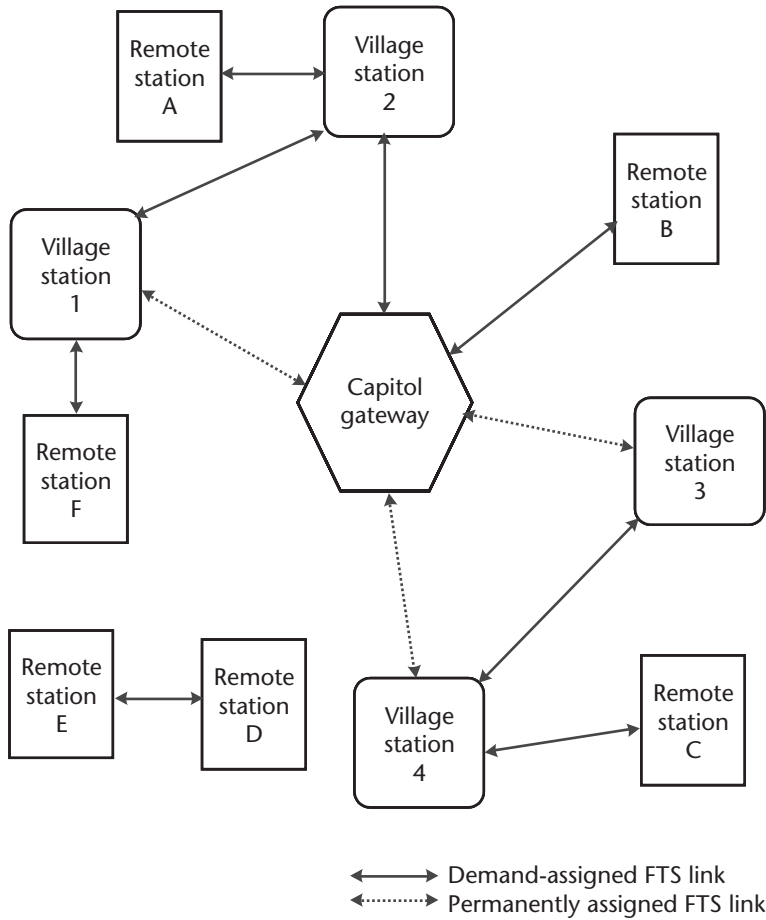 Remote
station
A
Village
station
2
Remote
station
B
Village
station
1
Capitol
gateway
Village
station
3
Remote
station
F
Remote
station
E
Remote
station
D
Village
station
4
Remote
station
C
Demand-assigned FTS link
Permanently assigned FTS link